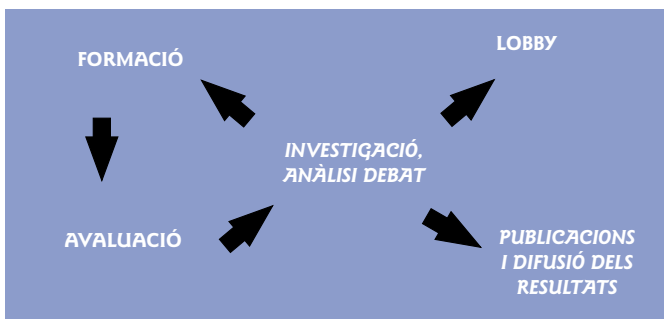 FORMACIÓ
LOBBY
INVESTIGACIÓ,
ANÀLISI DEBAT
AVALUACIÓ
PUBLICACIONS
I DIFUSIÓ DELS
RESULTATS